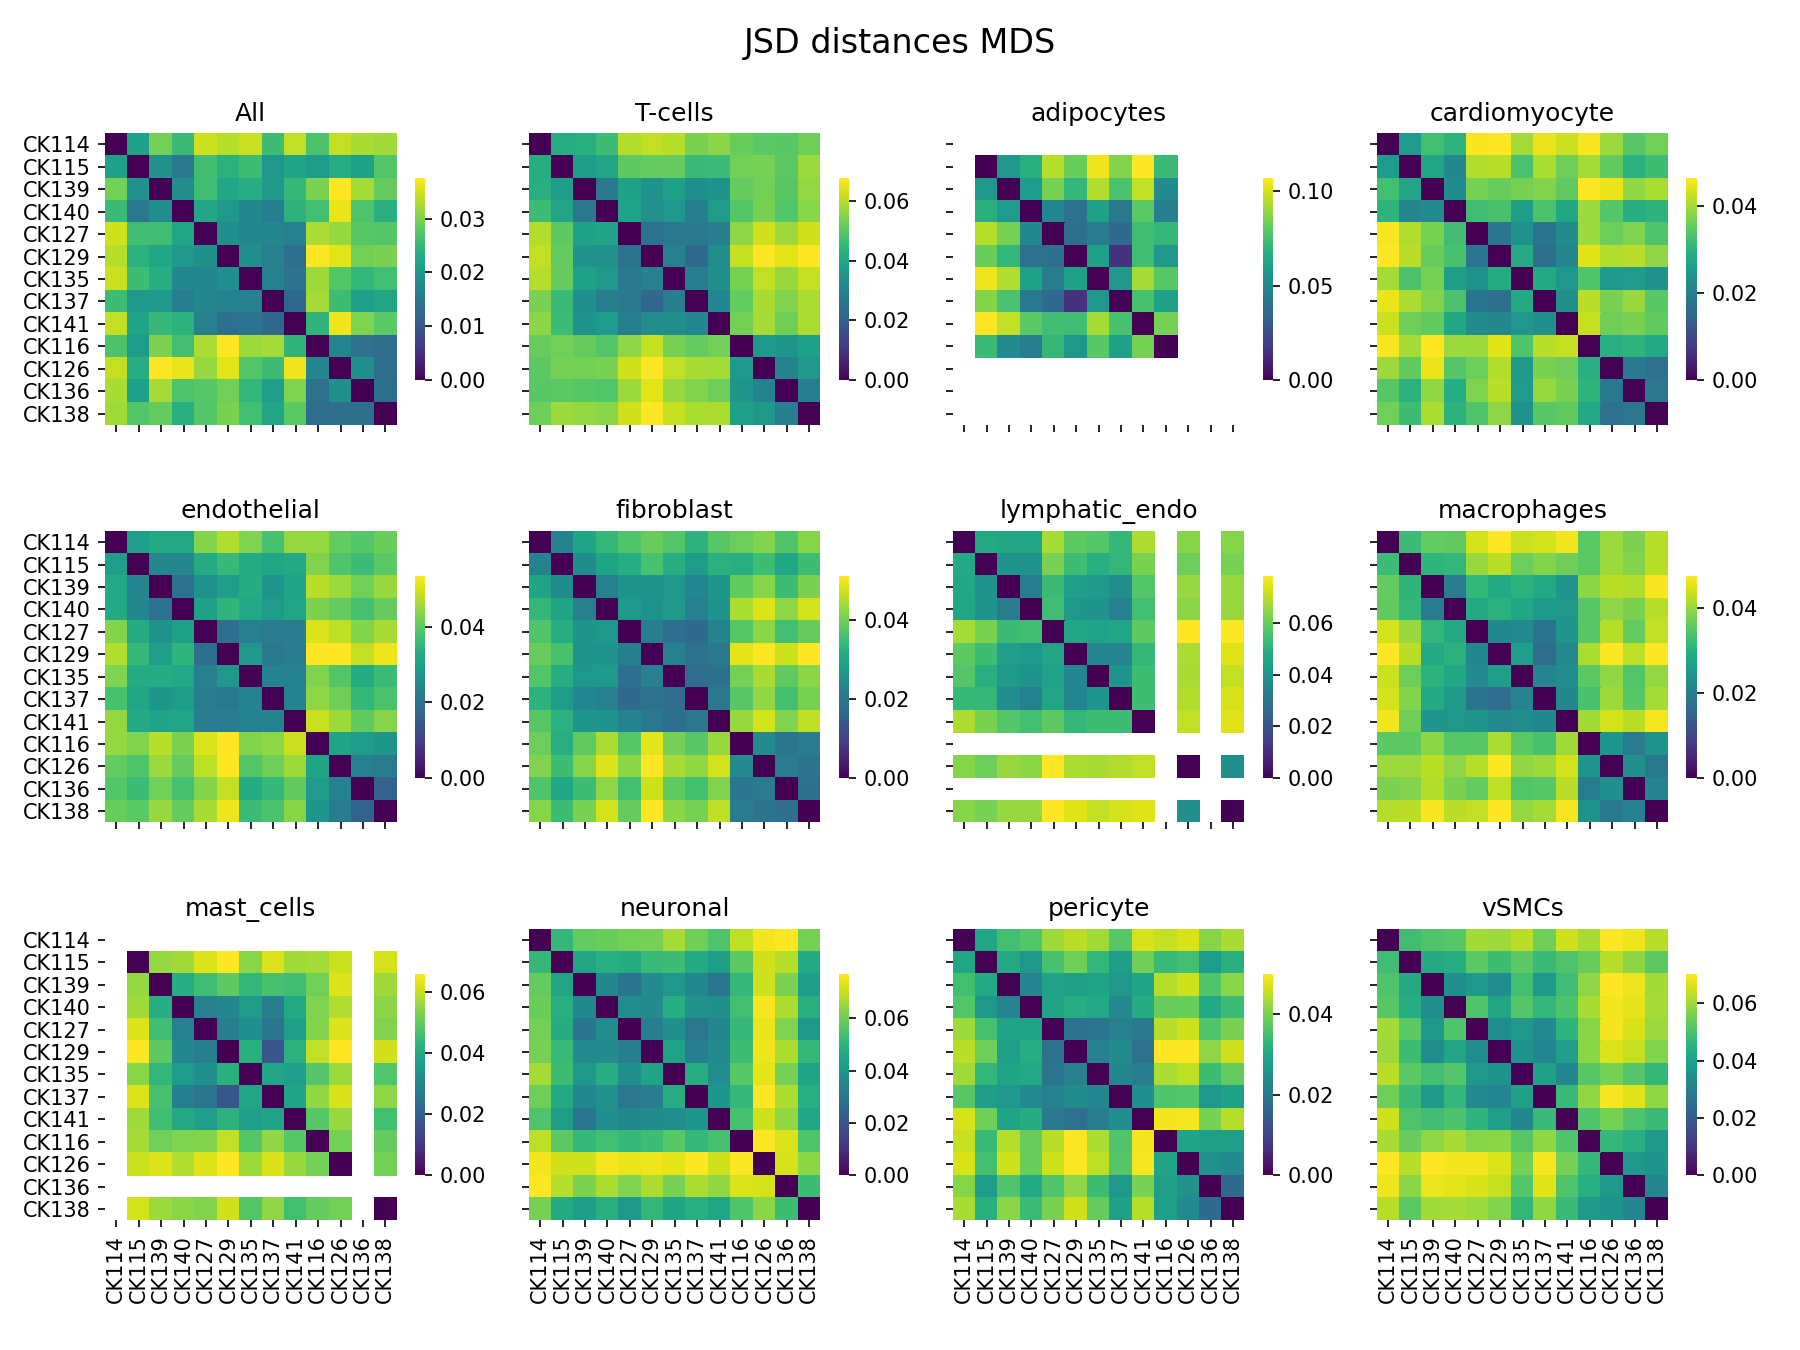 JSD distances MDS
All
T-cells
adipocytes
cardiomyocyte
CK114
CK115
CK139
CK140
CK127
CK129
CK135
CK137
CK141
CK116
CK126
CK136
CK138
0.03
0.02
0.01
0.00
0.06
0.04
0.02
0.00
0.10
0.05
0.00
0.04
0.02
0.00
endothelial
fibroblast
lymphatic_endo
macrophages
CK114
CK115
CK139
CK140
CK127
CK129
CK135
CK137
CK141
CK116
CK126
CK136
CK138
0.04
0.02
0.00
0.04
0.02
0.00
0.06
0.04
0.02
0.00
0.04
0.02
0.00
mast_cells
neuronal
pericyte
vSMCs
CK114
CK115
CK139
CK140
CK127
CK129
CK135
CK137
CK141
CK116
CK126
CK136
CK138
0.06
0.04
0.02
0.00
0.06
0.04
0.02
0.00
0.04
0.02
0.00
0.06
0.04
0.02
0.00
CK114
CK115
CK139
CK140
CK127
CK129
CK135
CK137
CK141
CK116
CK126
CK136
CK138
CK114
CK115
CK139
CK140
CK127
CK129
CK135
CK137
CK141
CK116
CK126
CK136
CK138
CK114
CK115
CK139
CK140
CK127
CK129
CK135
CK137
CK141
CK116
CK126
CK136
CK138
CK114
CK115
CK139
CK140
CK127
CK129
CK135
CK137
CK141
CK116
CK126
CK136
CK138